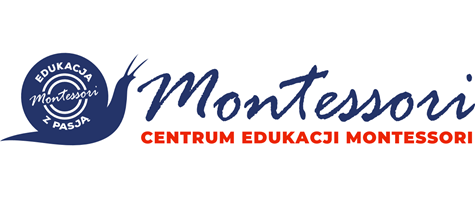 EDUKACJA
Montessori
Z PASJĄ
Montessori
CENTRUM EDUKACJI MONTESSORI